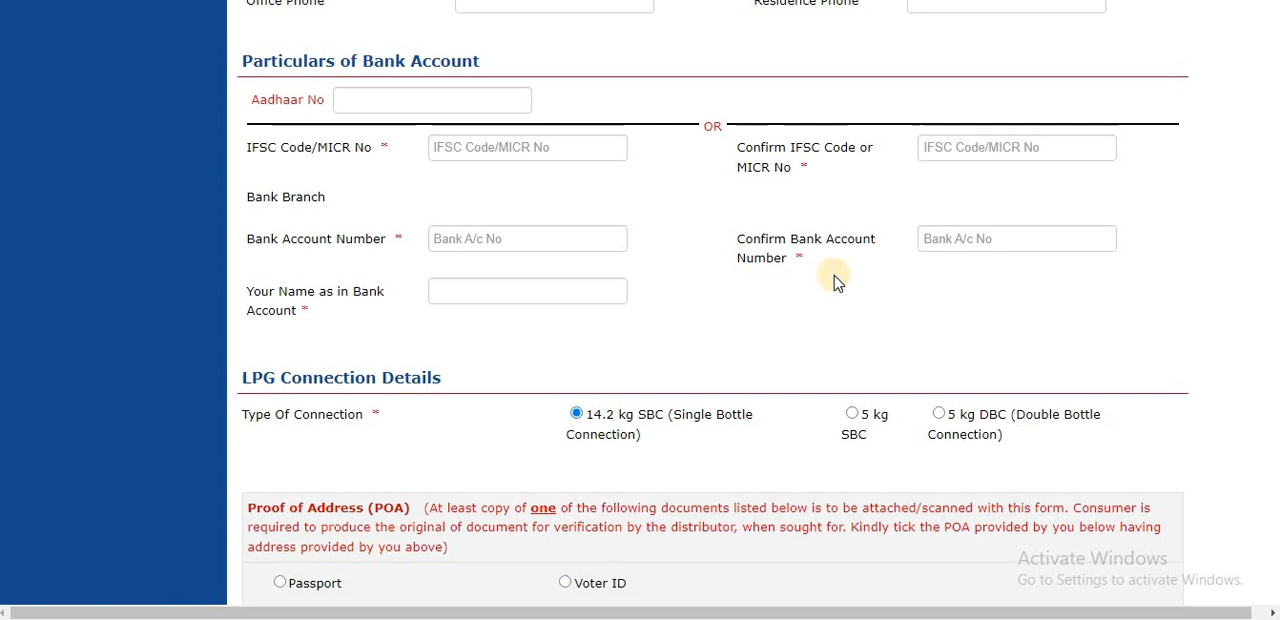 Office Phone Residence Phone
Particulars of Bank Account
Aadhaar No
OR
IFSC Code/MICR No * IFSC Code/MICR No Confirm IFSC Code or IFSC Code/MICR No
MICR No *
Bank Branch
Bank Account Number * Bank A/c No Confirm Bank Account Bank A/c No
Number *
Your Name as in Bank
Account *
LPG Connection Details
Type Of Connection * 14.2 kg SBC (Single Bottle 5 kg 5 kg DBC (Double Bottle
Connection) SBC Connection)
Proof of Address (POA) (At least copy of one of the following documents listed below is to be attached/scanned with this form. Consumer is
required to produce the original of document for verification by the distributor, when sought for. Kindly tick the POA provided by you below having
address provided by you above)
Activate Windows
Go to Settings to activate Windows.
Passport Voter ID